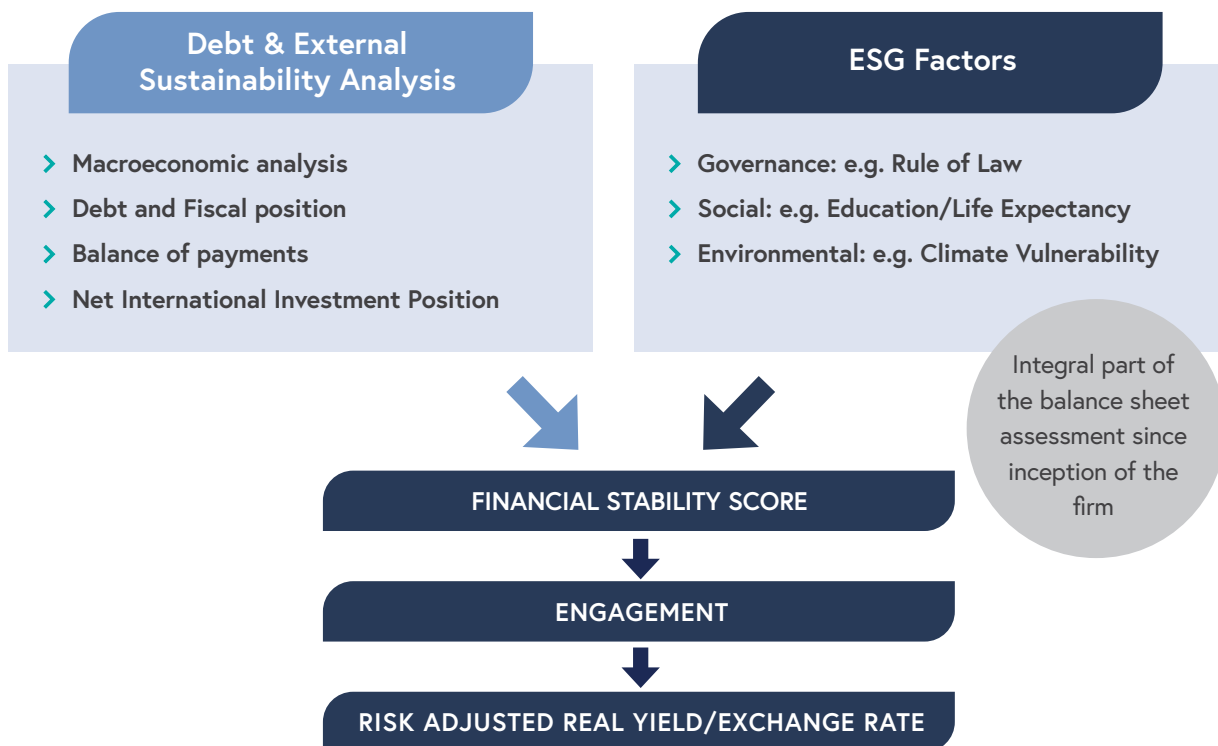 Debt & External
Sustainability Analysis
Macroeconomic analysis
Debt and Fiscal position
Balance of payments
Net International Investment Position
ESG Factors
Governance: e.g. Rule of Law
Social: e.g. Education/Life Expectancy
Environmental: e.g. Climate Vulnerability
Integral part of
the balance sheet
assessment since
inception of the
firm
FINANCIAL STABILITY SCORE
ENGAGEMENT
RISK ADJUSTED REAL YIELD/EXCHANGE RATE